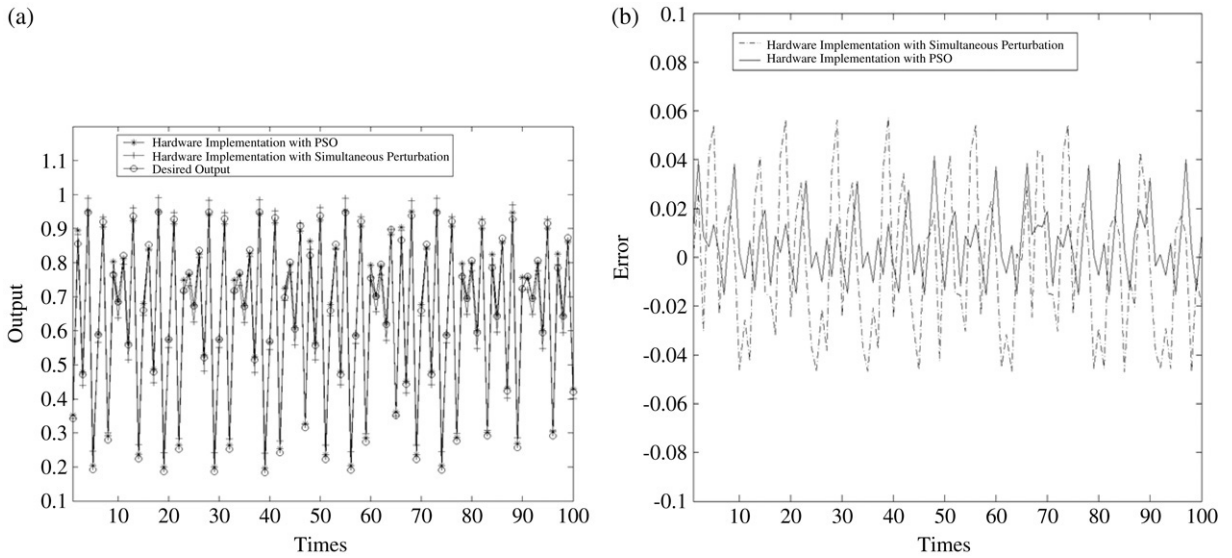 (a)
Hardware Implementation with PSO
Hardware Implementation with Simultaneous Perturbation
Desired Output
1.1
1
0.9
0.8
0.7
0.6
0.5
0.4
0.3
0.2
0.1
Output
10 20 30 40 50 60 70 80 90 100
Times
(b)
Hardware Implementation with Simultaneous Perturbation
Hardware Implementation with PSO
0.1
0.08
0.06
0.04
0.02
0
-0.02
-0.04
-0.06
-0.08
-0.1
Error
10 20 30 40 50 60 70 80 90 100
Times